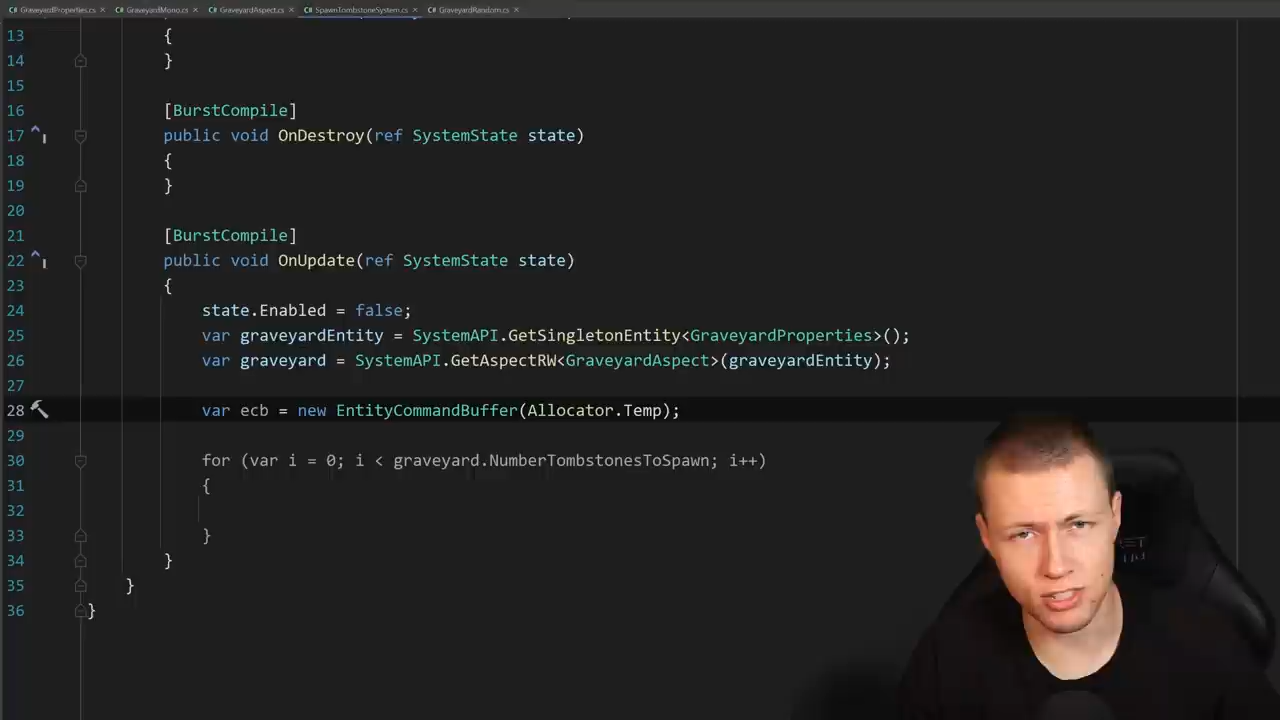 GraveyardProperties.cs × GraveyardMono.cs × GraveyardAspect.cs × SpawnTombstoneSystem.cs × GraveyardRandom.cs ×
13 {
14 }
15
16 [BurstCompile]
17 public void OnDestroy(ref SystemState state)
18 {
19 }
20
21 [BurstCompile]
22 public void OnUpdate(ref SystemState state)
23 {
24 state.Enabled = false;
25 var graveyardEntity = SystemAPI.GetSingletonEntity<GraveyardProperties>();
26 var graveyard = SystemAPI.GetAspectRW<GraveyardAspect>(graveyardEntity);
27
28 var ecb = new EntityCommandBuffer(Allocator.Temp);
29
30 for (var i = 0; i < graveyard.NumberTombstonesToSpawn; i++)
31 {
32
33 }
34 }
35 }
36 }